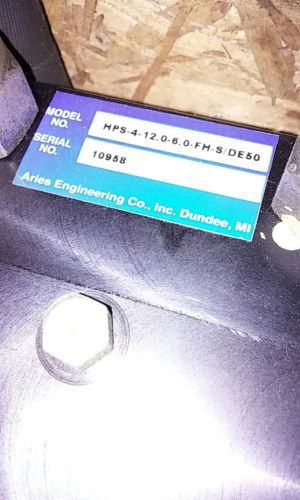 MODEL NO. HPS-4-12.0-6.0-FH-S/DE50
SERIAL NO. 10958
Aries Engineering Co., Inc. Dundee, MI